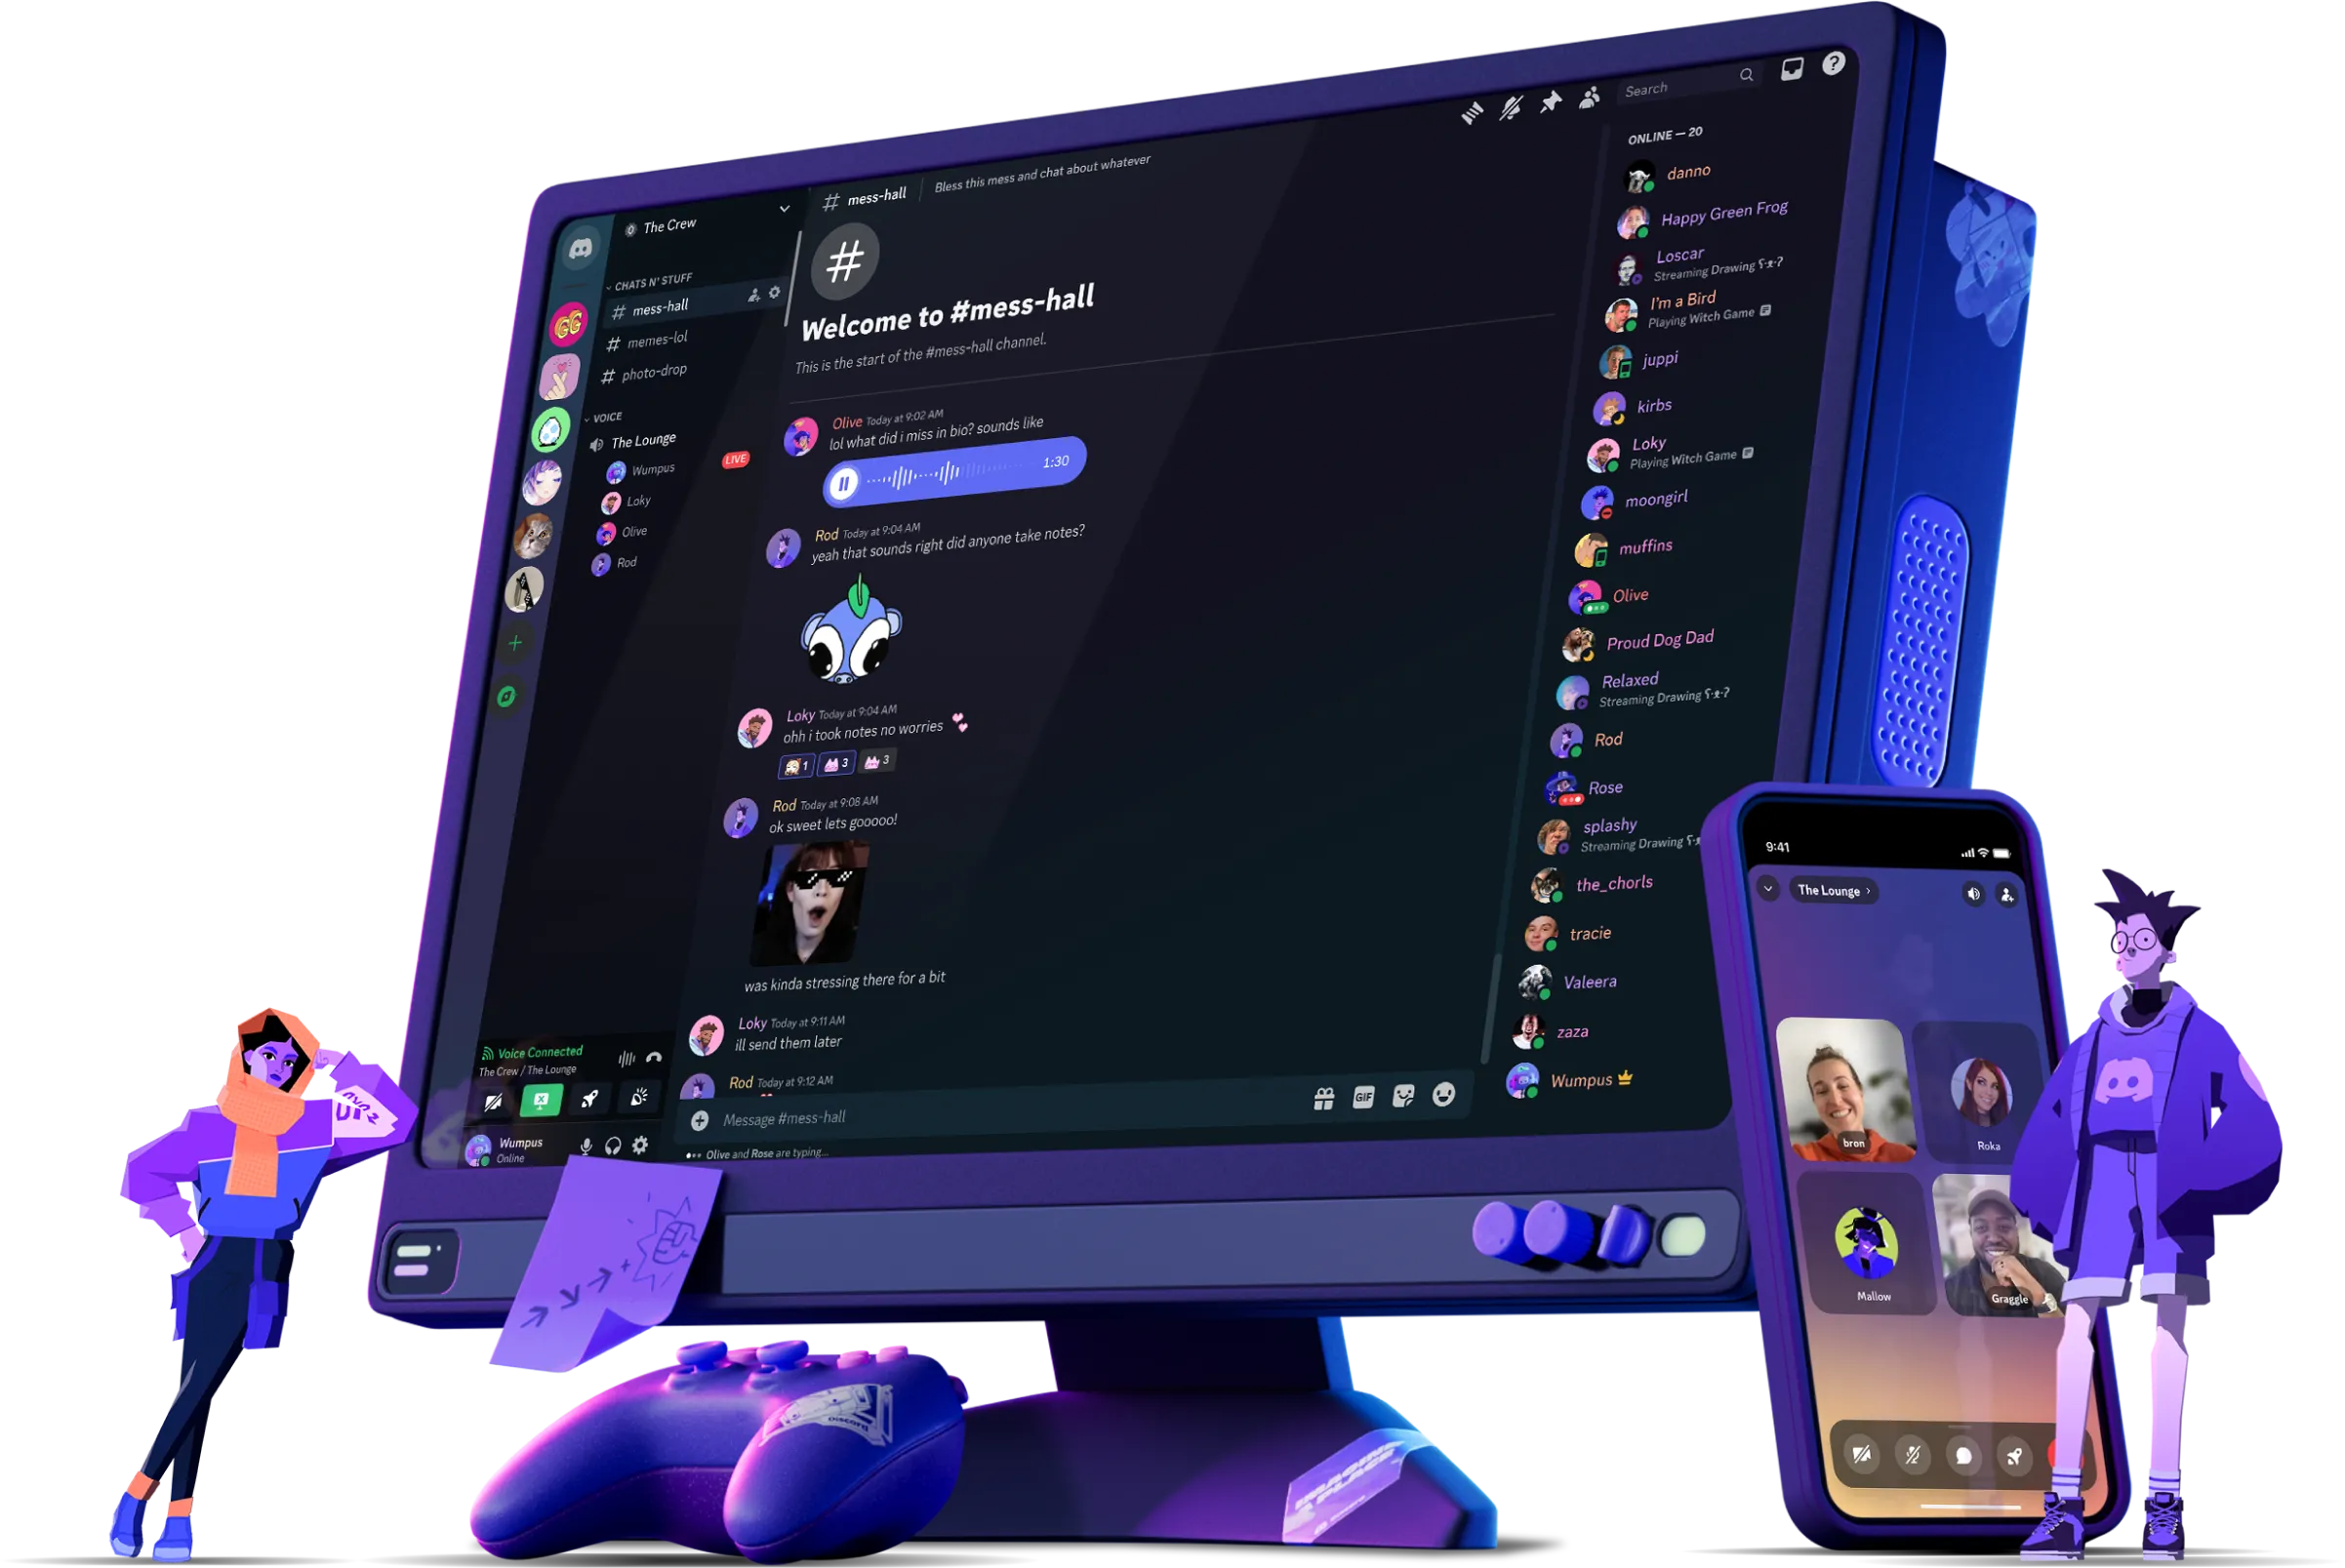 The Crew
CHATS N' STUFF
mess-hall
memes-lol
photo-drop
VOICE
The Lounge
Wumpus
LIVE
Loky
Olive
Rod
Voice Connected
The Crew / The Lounge
Wumpus
Online
# mess-hall
Bless this mess and chat about whatever
Search
#
Welcome to #mess-hall
This is the start of the #mess-hall channel.
Olive Today at 9:02 AM
lol what did i miss in bio? sounds like
1:30
Rod Today at 9:04 AM
yeah that sounds right did anyone take notes?
Loky Today at 9:04 AM
ohh i took notes no worries
1 3 3
Rod Today at 9:08 AM
ok sweet lets gooooo!
was kinda stressing there for a bit
Loky Today at 9:11 AM
ill send them later
Rod Today at 9:12 AM
Message #mess-hall
GIF
Olive and Rose are typing...
ONLINE — 20
danno
Happy Green Frog
Loscar
Streaming Drawing ʕ·ᴥ·ʔ
I'm a Bird
Playing Witch Game
juppi
kirbs
Loky
Playing Witch Game
moongirl
muffins
Olive
Proud Dog Dad
Relaxed
Streaming Drawing ʕ·ᴥ·ʔ
Rod
Rose
splashy
Streaming Drawing
the_chorls
tracie
Valeera
zaza
Wumpus
9:41
The Lounge
bron
Roka
Mallow
Graggle
Discord
IMAGINE
A PLACE